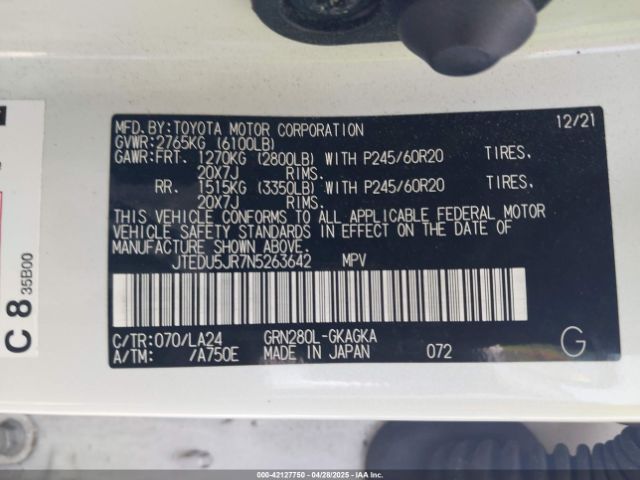 MFD.BY:TOYOTA MOTOR CORPORATION 12/21
GVWR:2765KG (6100LB)
GAWR:FRT. 1270KG (2800LB) WITH P245/60R20 TIRES,
20X7J RIMS.
RR. 1515KG (3350LB) WITH P245/60R20 TIRES,
20X7J RIMS.
THIS VEHICLE CONFORMS TO ALL APPLICABLE FEDERAL MOTOR
VEHICLE SAFETY STANDARDS IN EFFECT ON THE DATE OF
MANUFACTURE SHOWN ABOVE.
JTEDU5JR7N5263642 MPV
C/TR:070/LA24 GRN280L-GKAGKA
A/TM: /A750E MADE IN JAPAN 072 G
C 8 35B00
000-42127750 04/28/2025 IAAI.CA